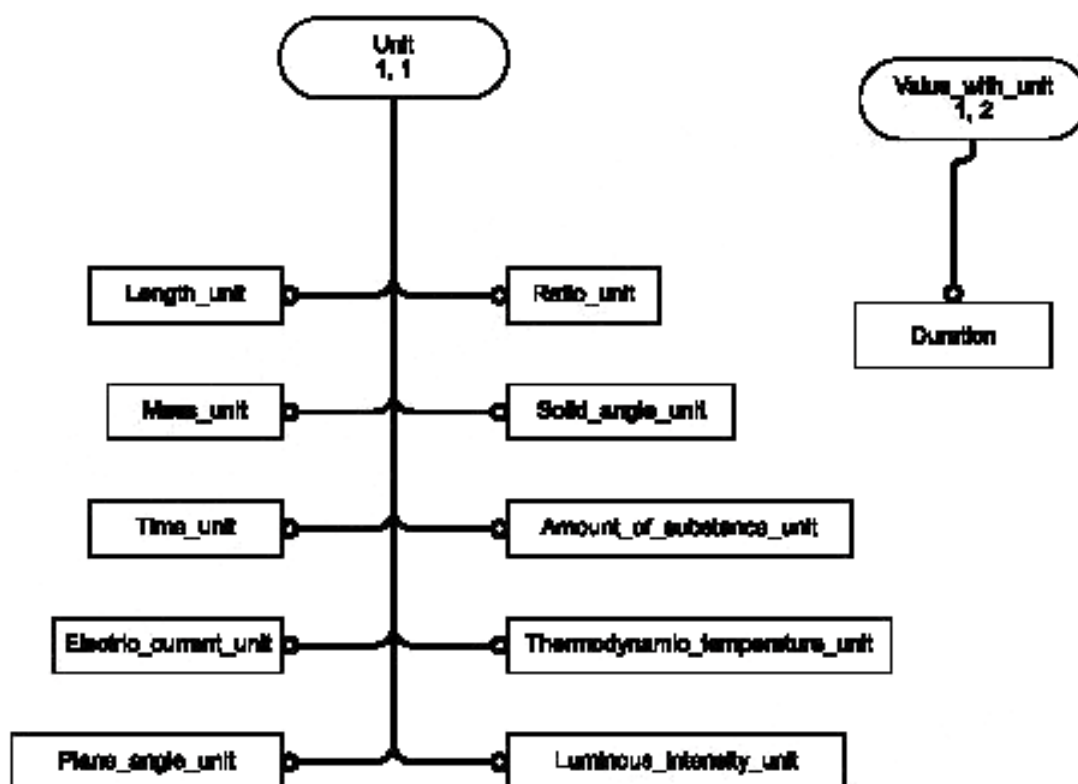 Unit
1, 1
Value_with_unit
1, 2
Length_unit
Ratio_unit
Duration
Mass_unit
Solid_angle_unit
Time_unit
Amount_of_substance_unit
Electric_current_unit
Thermodynamic_temperature_unit
Plane_angle_unit
Luminous_intensity_unit